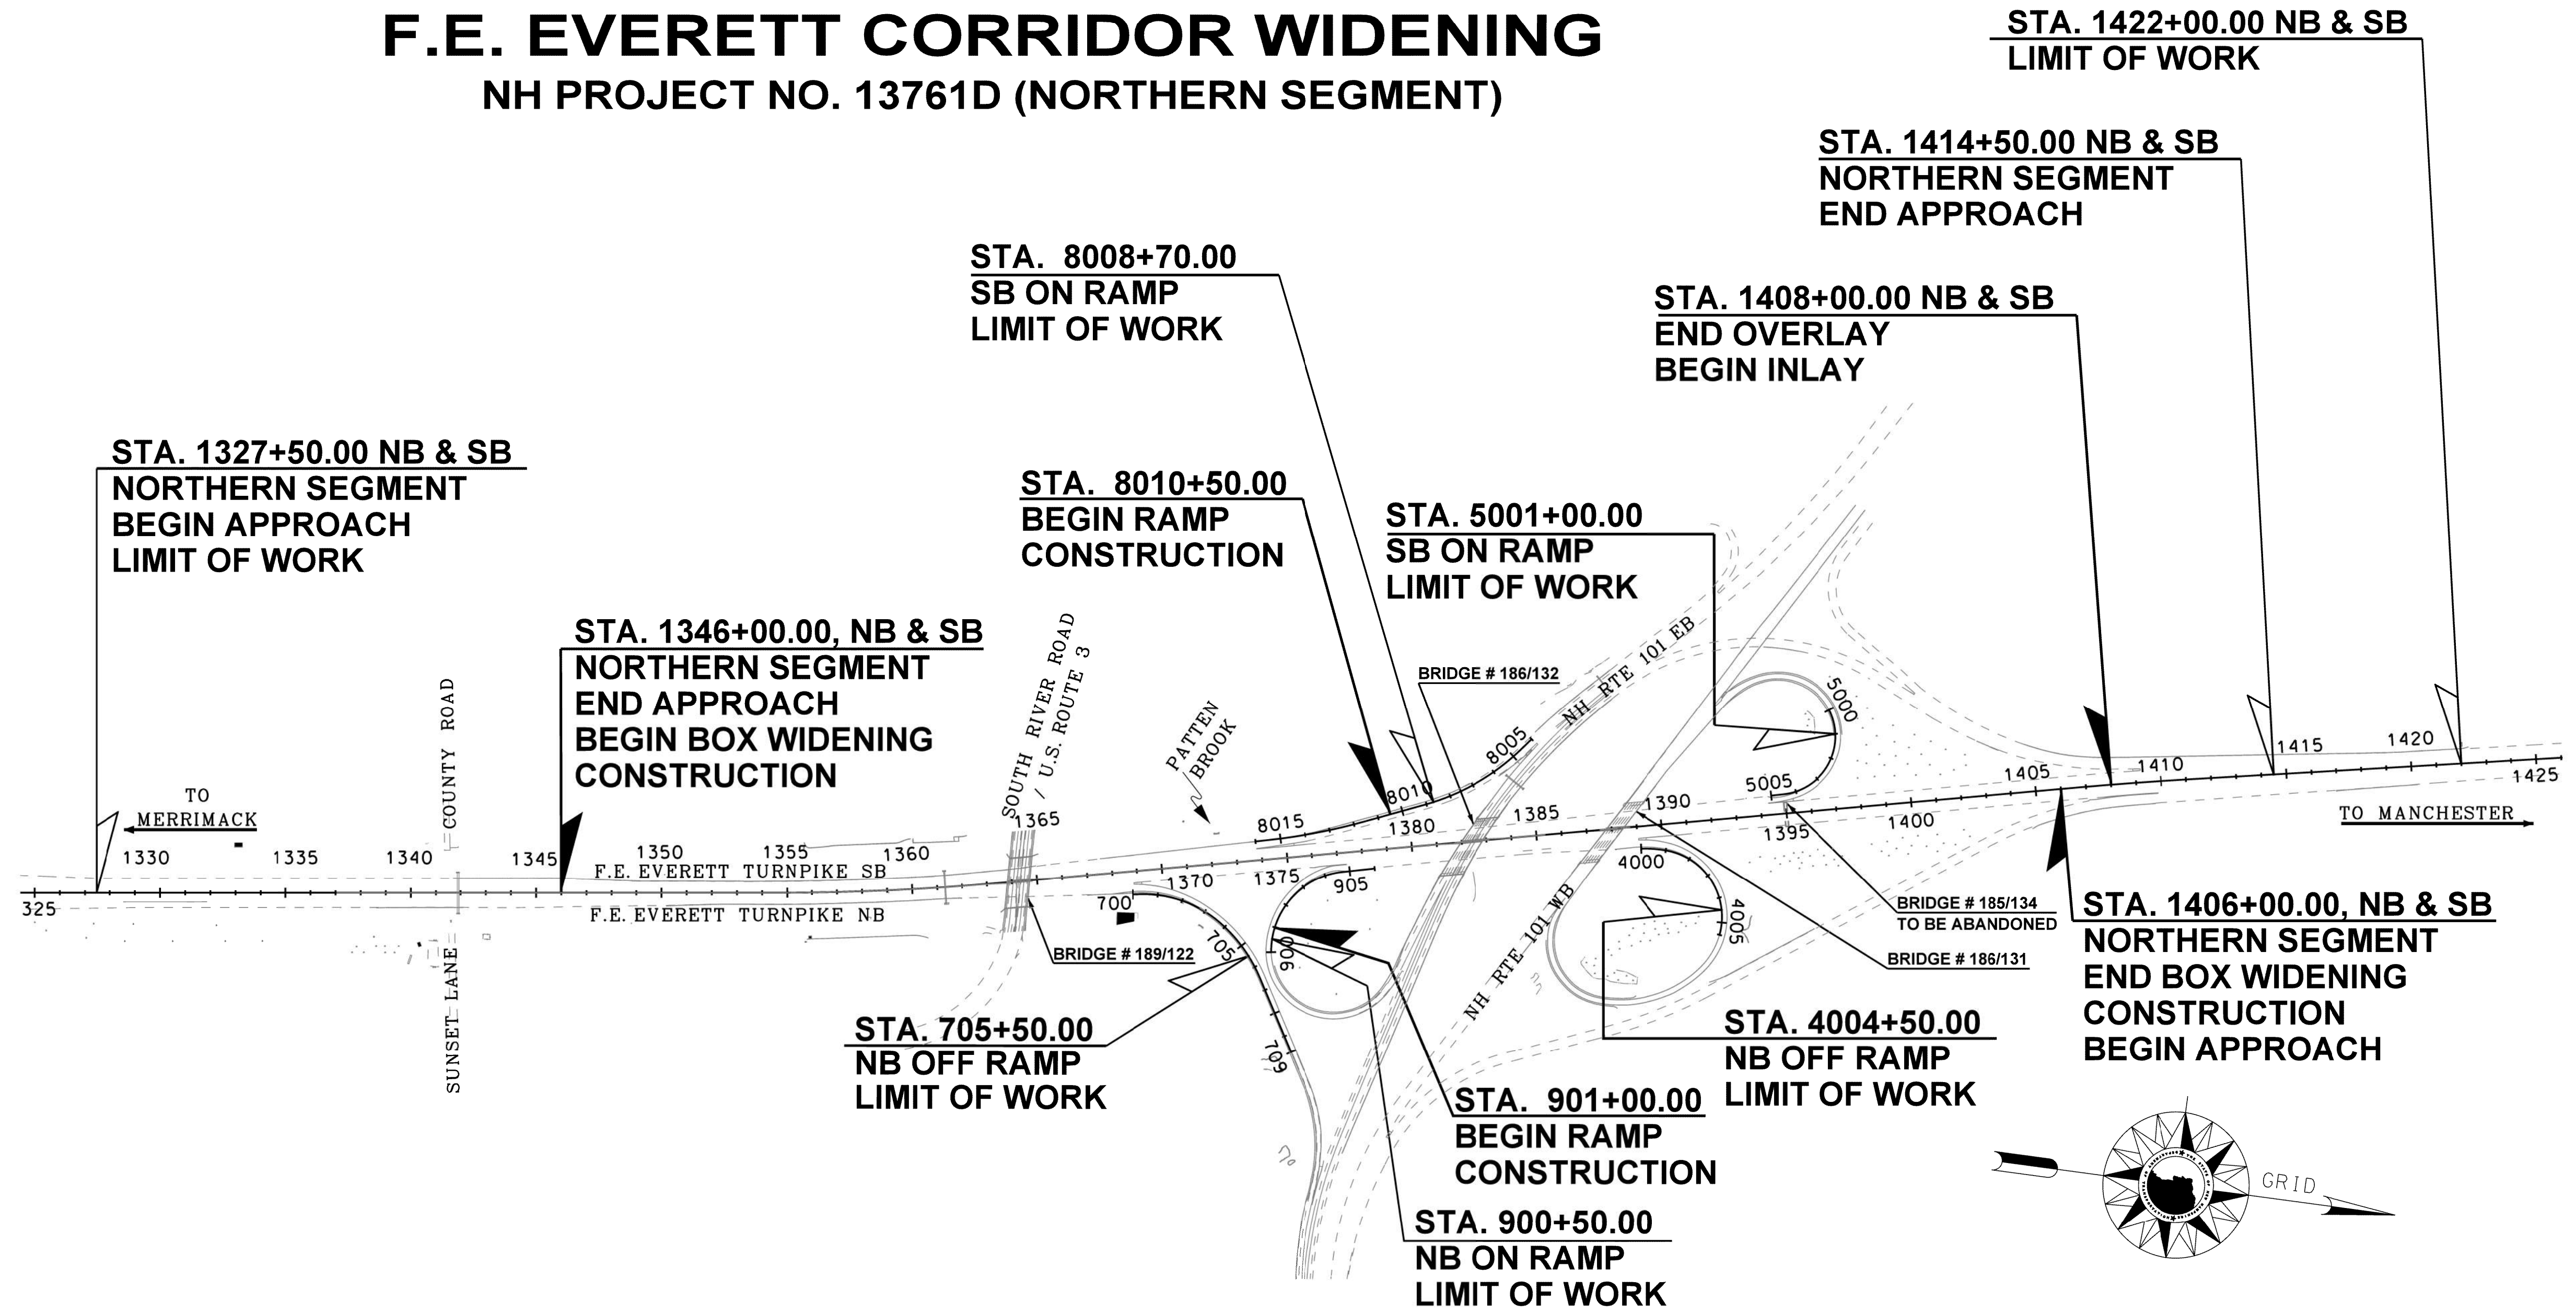 F.E. EVERETT CORRIDOR WIDENING
NH PROJECT NO. 13761D (NORTHERN SEGMENT)
STA. 1422+00.00 NB & SB
LIMIT OF WORK
STA. 1414+50.00 NB & SB
NORTHERN SEGMENT
END APPROACH
STA. 8008+70.00
SB ON RAMP
LIMIT OF WORK
STA. 1408+00.00 NB & SB
END OVERLAY
BEGIN INLAY
STA. 1327+50.00 NB & SB
NORTHERN SEGMENT
BEGIN APPROACH
LIMIT OF WORK
STA. 8010+50.00
BEGIN RAMP
CONSTRUCTION
STA. 5001+00.00
SB ON RAMP
LIMIT OF WORK
STA. 1346+00.00, NB & SB
NORTHERN SEGMENT
END APPROACH
BEGIN BOX WIDENING
CONSTRUCTION
SOUTH RIVER ROAD
/ U.S. ROUTE 3
PATTEN
BROOK
BRIDGE # 186/132
NH RTE 101 EB
COUNTY ROAD
TO
MERRIMACK
1330
1335
1340
1345
1350
1355
1360
1365
1370
1375
1380
1385
1390
1395
1400
1405
1410
1415
1420
1425
325
8015
8010
8005
5000
5005
4000
4005
700
705
709
905
900
F.E. EVERETT TURNPIKE SB
F.E. EVERETT TURNPIKE NB
TO MANCHESTER
SUNSET LANE
BRIDGE # 189/122
NH RTE 101 WB
BRIDGE # 185/134
TO BE ABANDONED
BRIDGE # 186/131
STA. 1406+00.00, NB & SB
NORTHERN SEGMENT
END BOX WIDENING
CONSTRUCTION
BEGIN APPROACH
STA. 705+50.00
NB OFF RAMP
LIMIT OF WORK
STA. 4004+50.00
NB OFF RAMP
LIMIT OF WORK
STA. 901+00.00
BEGIN RAMP
CONSTRUCTION
STA. 900+50.00
NB ON RAMP
LIMIT OF WORK
GRID